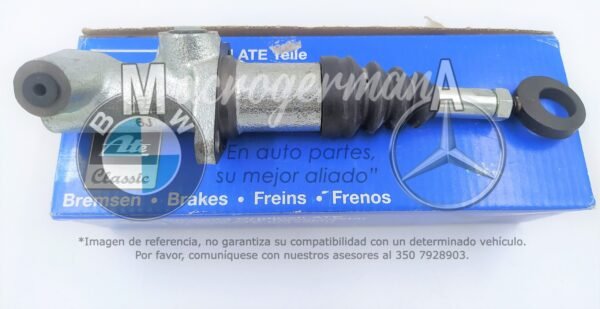 ATE Teile
MacrogermanA
BMW
Ate
Classic
"En auto partes,
su mejor aliado"
Bremsen • Brakes • Freins • Frenos
*Imagen de referencia, no garantiza su compatibilidad con un determinado vehículo.
Por favor, comuníquese con nuestros asesores al 350 7928903.